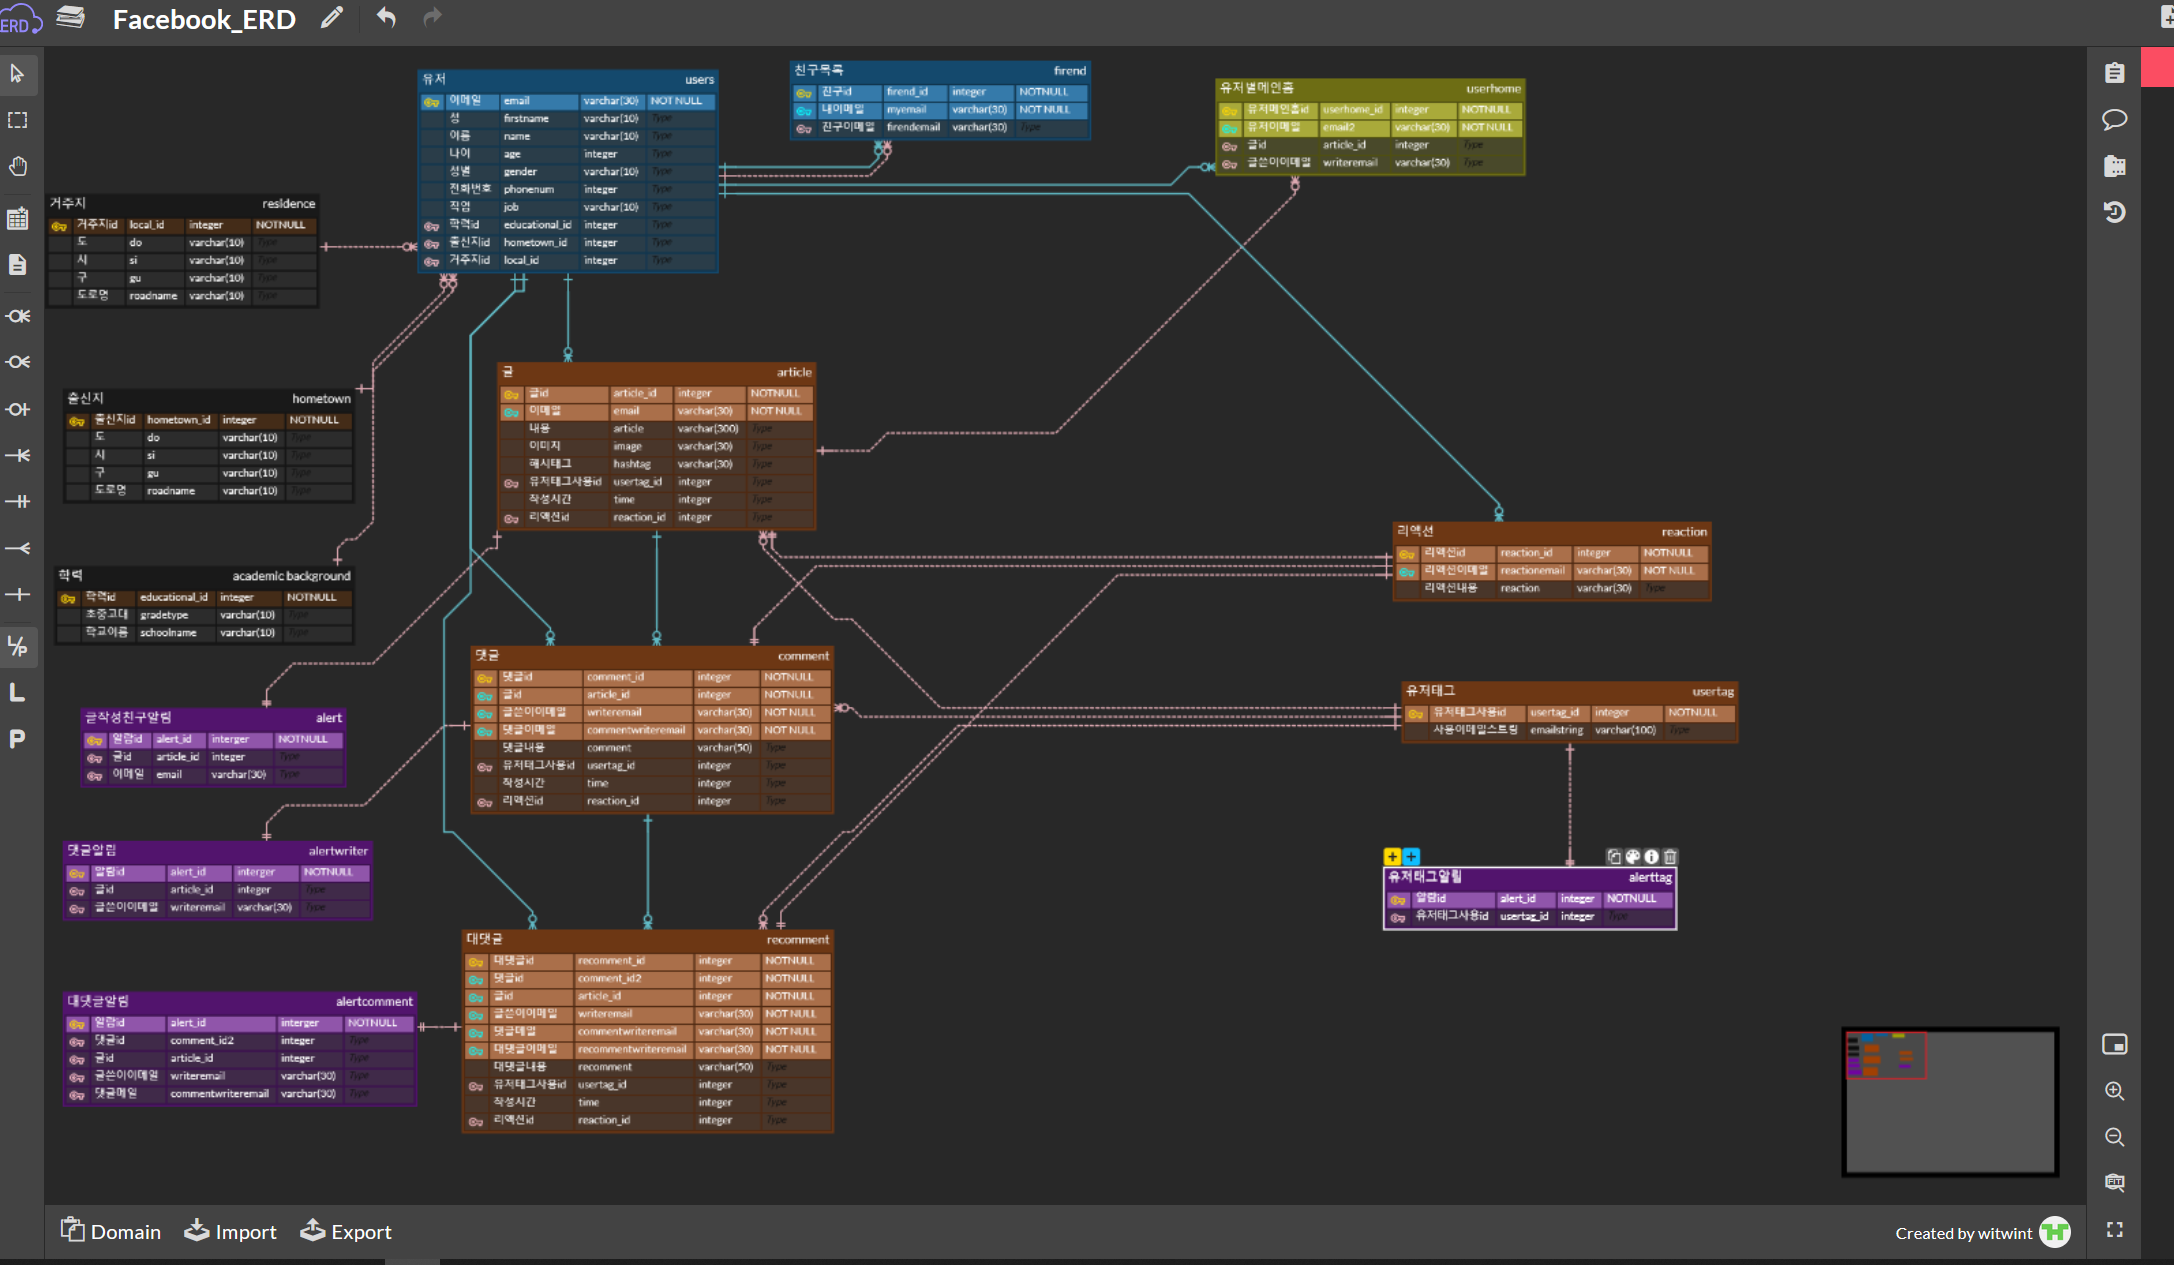 ERD
Facebook_ERD
유저 users
이메일 email varchar(30) NOT NULL
성 firstname varchar(10) Type
이름 name varchar(10) Type
나이 age integer Type
성별 gender varchar(10) Type
전화번호 phonenum integer Type
직업 job varchar(10) Type
학력id educational_id integer Type
출신지id hometown_id integer Type
거주지id local_id integer Type
친구목록 firend
친구id firend_id integer NOTNULL
내이메일 myemail varchar(30) NOT NULL
친구이메일 firendemail varchar(30) Type
유저별메인홈 userhome
유저메인홈id userhome_id integer NOTNULL
유저이메일 email2 varchar(30) NOT NULL
글id article_id integer Type
글쓴이이메일 writeremail varchar(30) Type
거주지 residence
거주지id local_id integer NOTNULL
도 do varchar(10) Type
시 si varchar(10) Type
구 gu varchar(10) Type
도로명 roadname varchar(10) Type
출신지 hometown
출신지id hometown_id integer NOTNULL
도 do varchar(10) Type
시 si varchar(10) Type
구 gu varchar(10) Type
도로명 roadname varchar(10) Type
학력 academic background
학력id educational_id integer NOTNULL
초중고대 gradetype varchar(10) Type
학교이름 schoolname varchar(10) Type
글 article
글id article_id integer NOTNULL
이메일 email varchar(30) NOT NULL
내용 article varchar(300) Type
이미지 image varchar(30) Type
해시태그 hashtag varchar(30) Type
유저태그사용id usertag_id integer Type
작성시간 time integer Type
리액션id reaction_id integer Type
리액션 reaction
리액션id reaction_id integer NOTNULL
리액션이메일 reactionemail varchar(30) NOT NULL
리액션내용 reaction varchar(30) Type
댓글 comment
댓글id comment_id integer NOTNULL
글id article_id integer NOTNULL
글쓴이이메일 writeremail varchar(30) NOT NULL
댓글이메일 commentwriteremail varchar(30) NOT NULL
댓글내용 comment varchar(50) Type
유저태그사용id usertag_id integer Type
작성시간 time integer Type
리액션id reaction_id integer Type
유저태그 usertag
유저태그사용id usertag_id integer NOTNULL
사용이메일스트링 emailstring varchar(100) Type
글작성친구알림 alert
알람id alert_id interger NOTNULL
글id article_id integer Type
이메일 email varchar(30) Type
댓글알림 alertwriter
알림id alert_id interger NOTNULL
글id article_id integer Type
글쓴이이메일 writeremail varchar(30) Type
유저태그알림 alerttag
알람id alert_id integer NOTNULL
유저태그사용id usertag_id integer Type
대댓글 recomment
대댓글id recomment_id integer NOTNULL
댓글id comment_id2 integer NOTNULL
글id article_id integer NOTNULL
글쓴이이메일 writeremail varchar(30) NOT NULL
댓글메일 commentwriteremail varchar(30) NOT NULL
대댓글이메일 recommentwriteremail varchar(30) NOT NULL
대댓글내용 recomment varchar(50) Type
유저태그사용id usertag_id integer Type
작성시간 time integer Type
리액션id reaction_id integer Type
대댓글알림 alertcomment
알림id alert_id interger NOTNULL
댓글id comment_id2 integer Type
글id article_id integer Type
글쓴이이메일 writeremail varchar(30) Type
댓글메일 commentwriteremail varchar(30) Type
L/P
L
P
FIT
Domain Import Export
Created by witwint